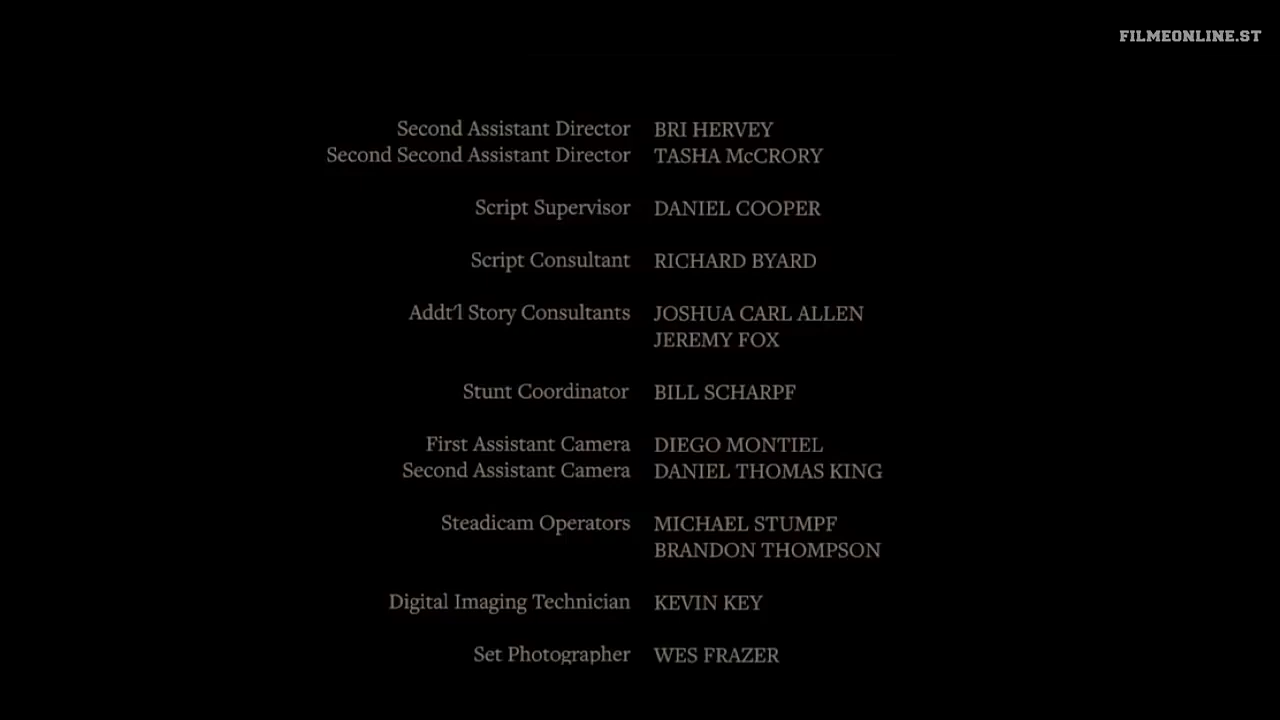 FILMEONLINE.ST
Second Assistant Director BRI HERVEY
Second Second Assistant Director TASHA McCRORY
Script Supervisor DANIEL COOPER
Script Consultant RICHARD BYARD
Addt'l Story Consultants JOSHUA CARL ALLEN
JEREMY FOX
Stunt Coordinator BILL SCHARPF
First Assistant Camera DIEGO MONTIEL
Second Assistant Camera DANIEL THOMAS KING
Steadicam Operators MICHAEL STUMPF
BRANDON THOMPSON
Digital Imaging Technician KEVIN KEY
Set Photographer WES FRAZER